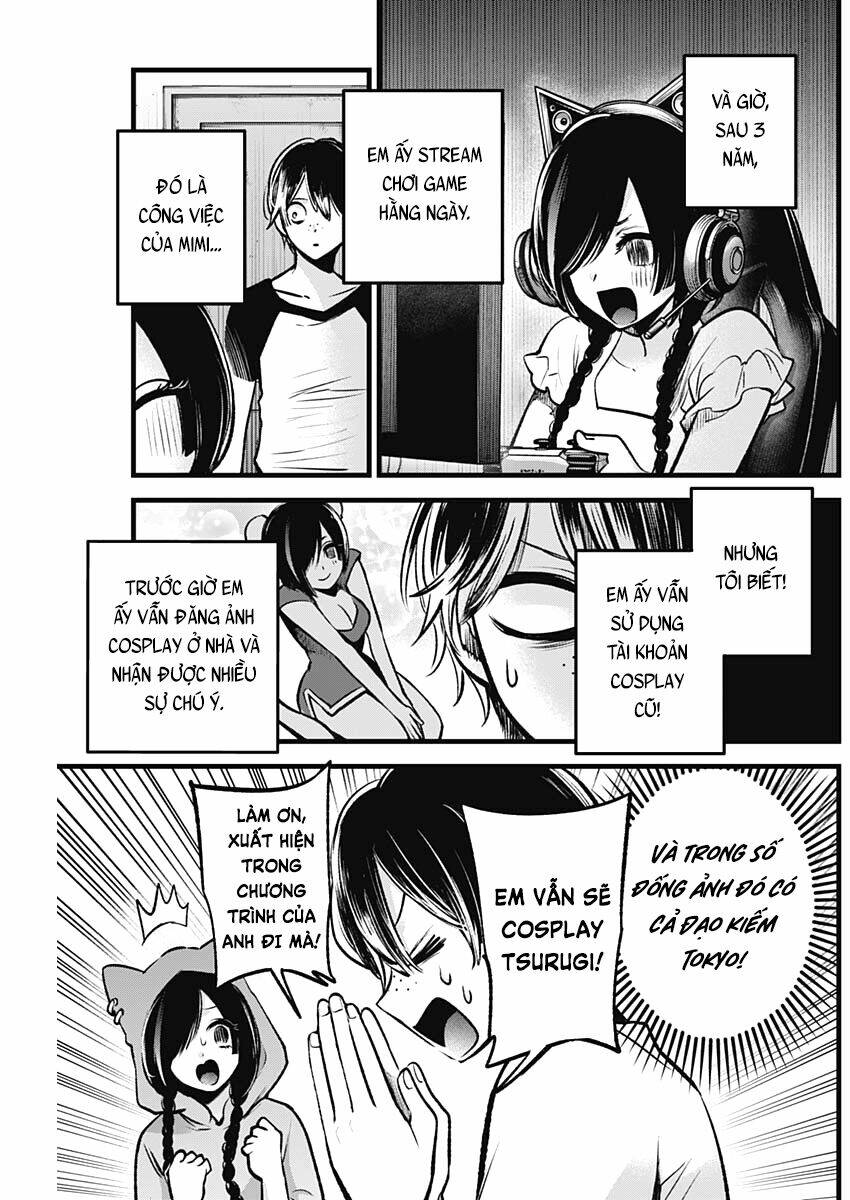 VÀ GIỜ,
SAU 3
NĂM,
EM ẤY STREAM
CHƠI GAME
HẰNG NGÀY.
ĐÓ LÀ
CÔNG VIỆC
CỦA MIMI...
NHƯNG
TÔI BIẾT!
EM ẤY VẪN
SỬ DỤNG
TÀI KHOẢN
COSPLAY
CŨ!
TRƯỚC GIỜ EM
ẤY VẪN ĐĂNG ẢNH
COSPLAY Ở NHÀ VÀ
NHẬN ĐƯỢC NHIỀU
SỰ CHÚ Ý.
VÀ TRONG SỐ
ĐỐNG ẢNH ĐÓ CÓ
CẢ ĐẠO KIẾM
TOKYO!
EM VẪN SẼ
COSPLAY
TSURUGI!
LÀM ƠN,
XUẤT HIỆN
TRONG
CHƯƠNG
TRÌNH CỦA
ANH ĐI MÀ!